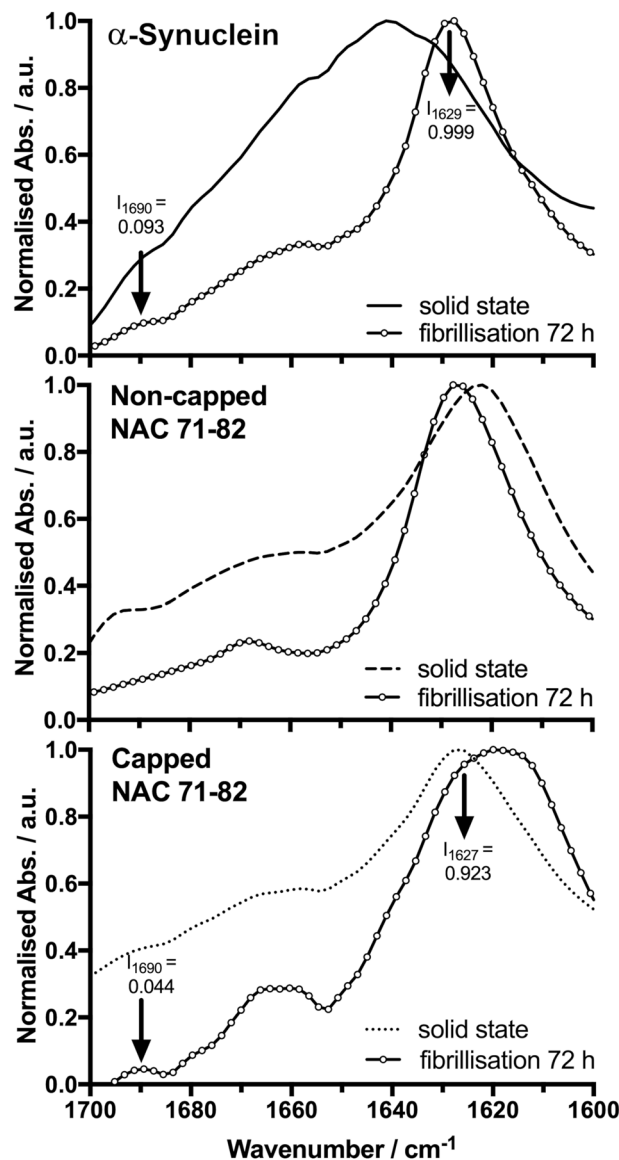 α-Synuclein
Normalised Abs. / a.u.
1.0
0.8
0.6
0.4
0.2
0.0
I1690 =
0.093
I1629 =
0.999
solid state
fibrillisation 72 h
Non-capped
NAC 71-82
Normalised Abs. / a.u.
1.0
0.8
0.6
0.4
0.2
0.0
solid state
fibrillisation 72 h
Capped
NAC 71-82
Normalised Abs. / a.u.
1.0
0.8
0.6
0.4
0.2
0.0
I1690 =
0.044
I1627 =
0.923
solid state
fibrillisation 72 h
1700 1680 1660 1640 1620 1600
Wavenumber / cm-1